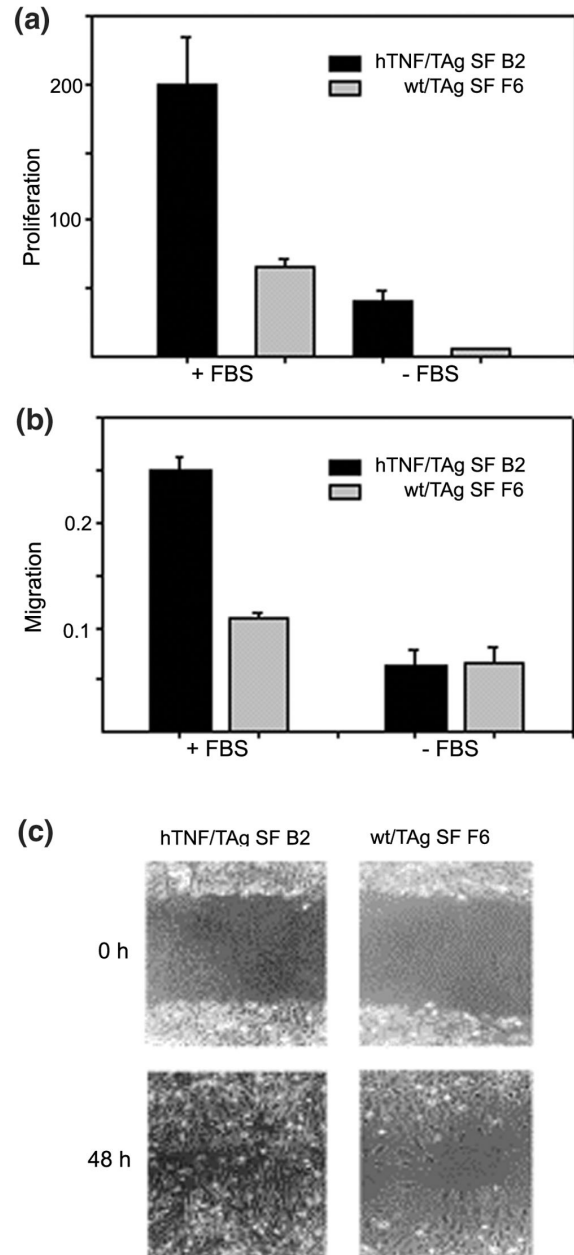 (a)
hTNF/TAg SF B2
wt/TAg SF F6
200
100
Proliferation
+ FBS
- FBS
(b)
hTNF/TAg SF B2
wt/TAg SF F6
0.2
0.1
Migration
+ FBS
- FBS
(c)
hTNF/TAg SF B2 wt/TAg SF F6
0 h
48 h